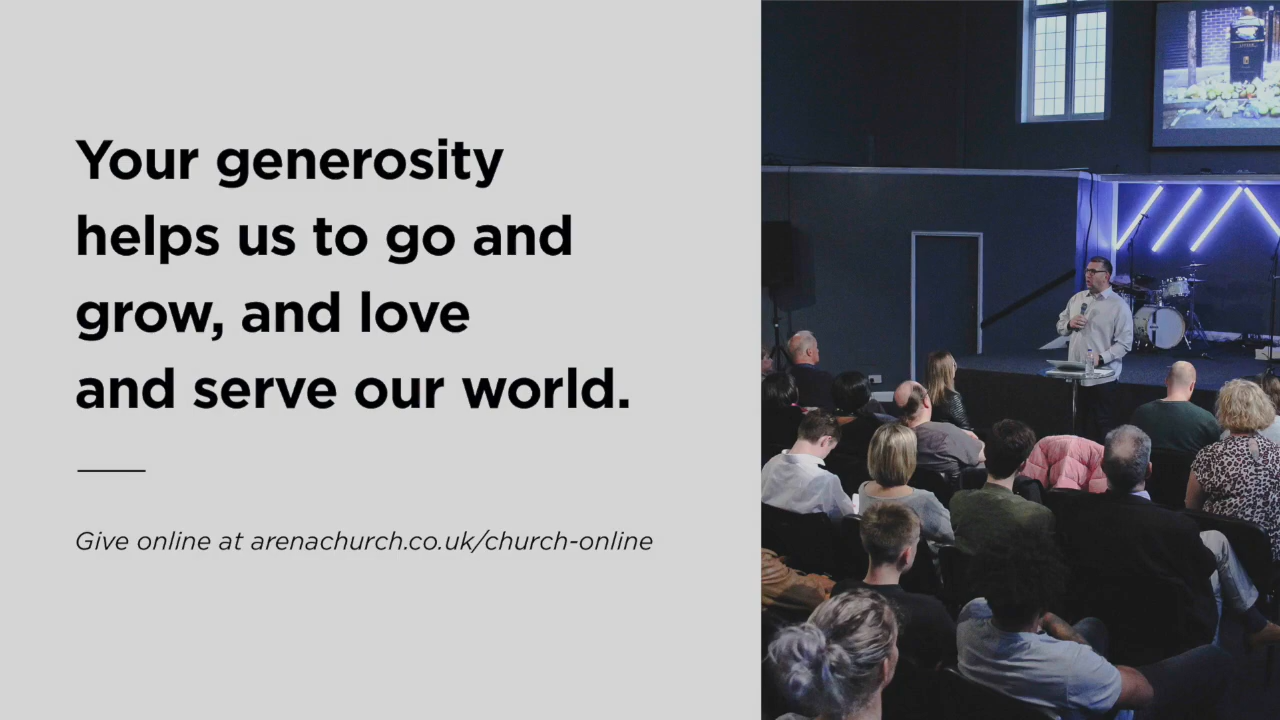 Your generosity
helps us to go and
grow, and love
and serve our world.
Give online at arenachurch.co.uk/church-online